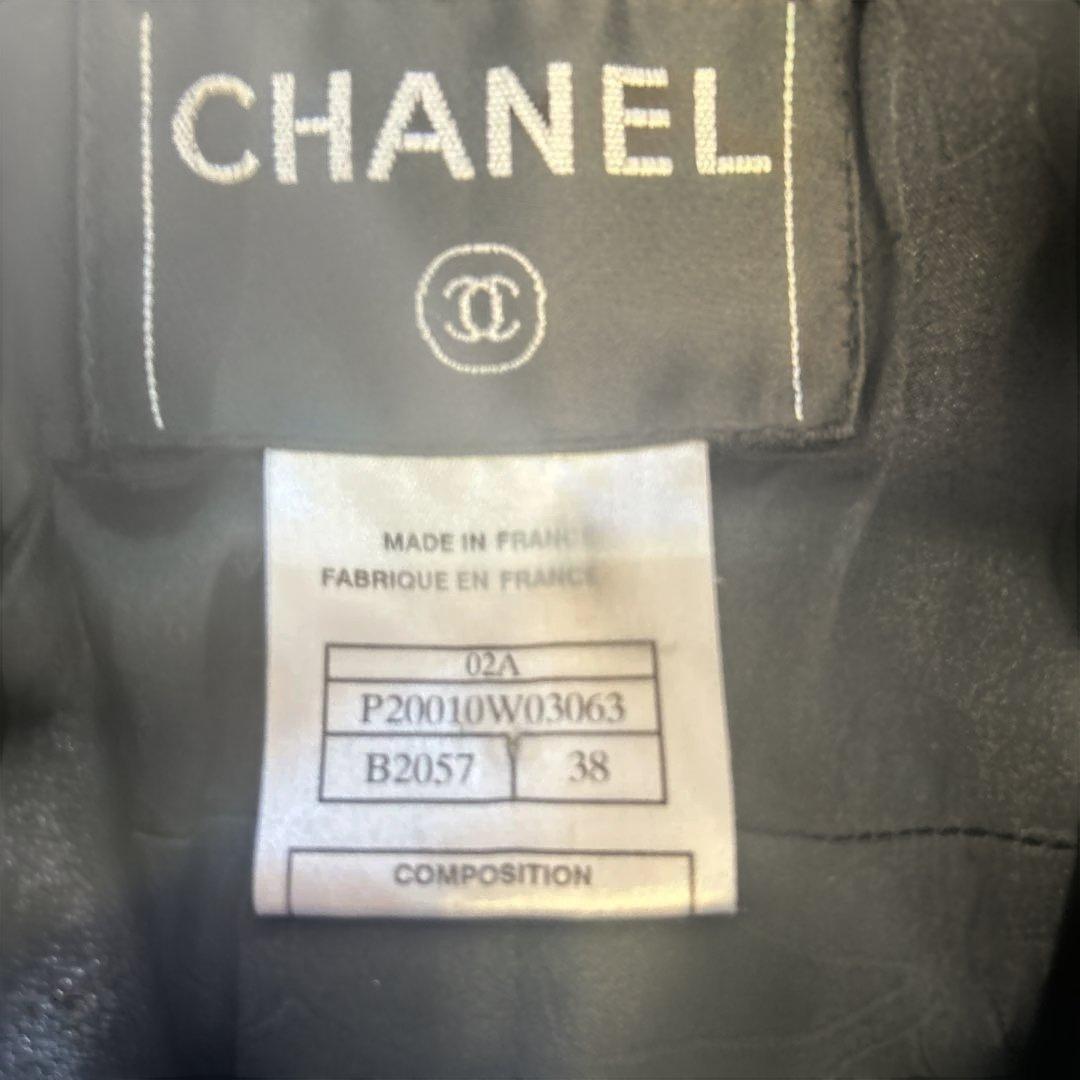 CHANEL
MADE IN FRANCE
FABRIQUE EN FRANCE
02A
P20010W03063
B2057 38
COMPOSITION